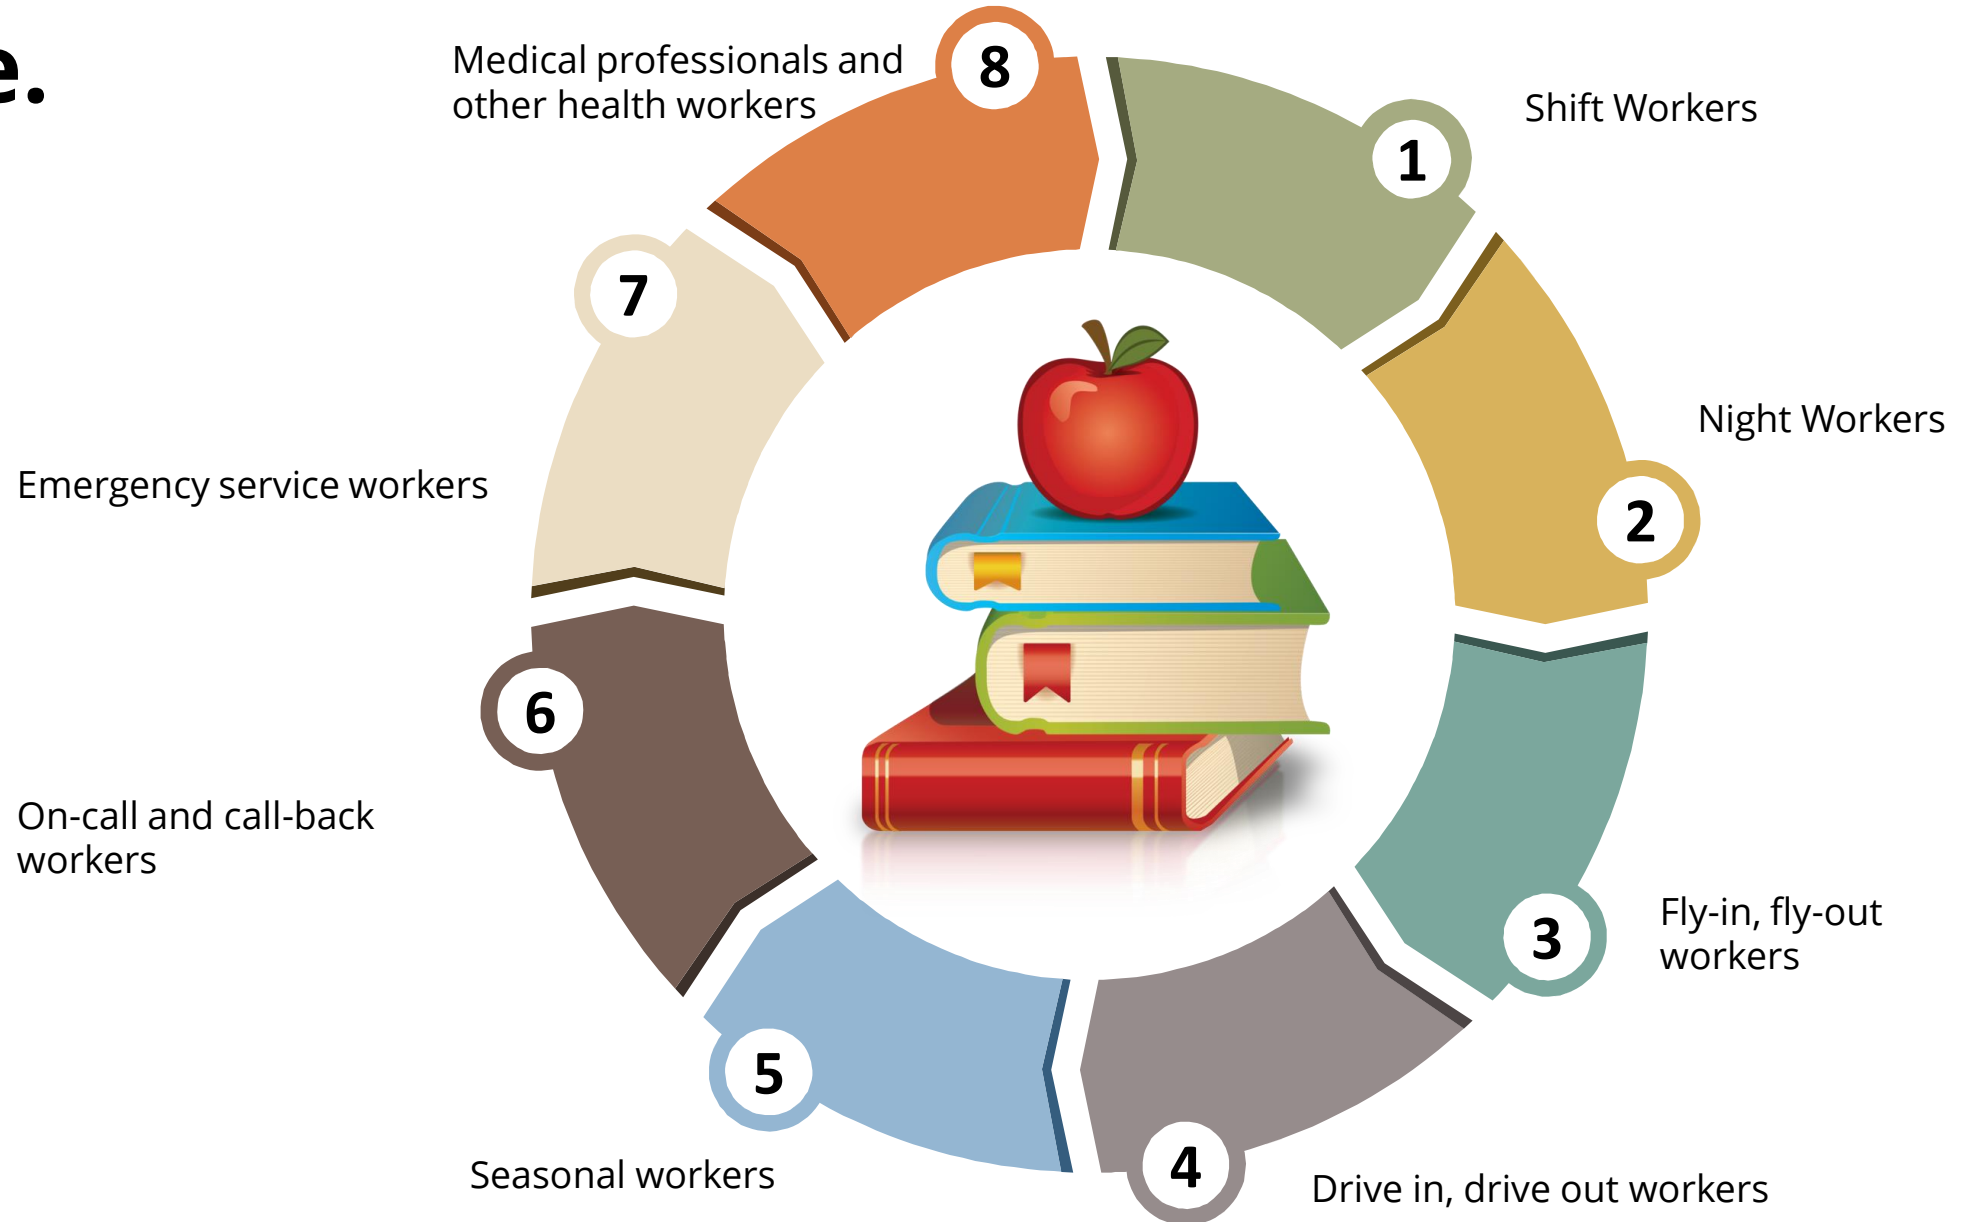 e.
Medical professionals and
other health workers
8
1
Shift Workers
7
Night Workers
Emergency service workers
2
6
On-call and call-back
workers
3
Fly-in, fly-out
workers
5
4
Seasonal workers
Drive in, drive out workers